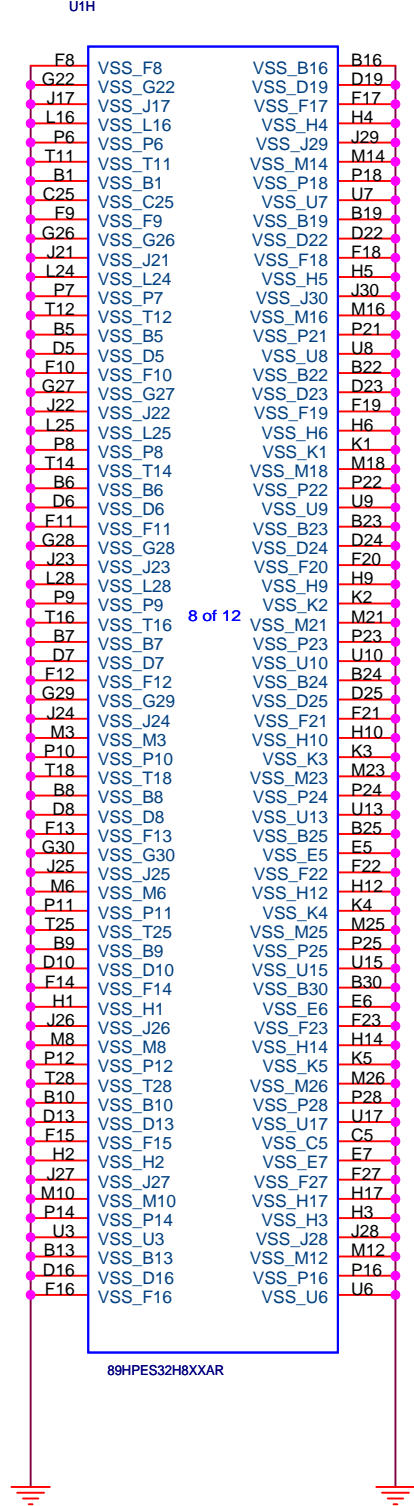 U1H
F8 VSS_F8 VSS_B16 B16
G22 VSS_G22 VSS_D19 D19
J17 VSS_J17 VSS_F17 F17
L16 VSS_L16 VSS_H4 H4
P6 VSS_P6 VSS_J29 J29
T11 VSS_T11 VSS_M14 M14
B1 VSS_B1 VSS_P18 P18
C25 VSS_C25 VSS_U7 U7
F9 VSS_F9 VSS_B19 B19
G26 VSS_G26 VSS_D22 D22
J21 VSS_J21 VSS_F18 F18
L24 VSS_L24 VSS_H5 H5
P7 VSS_P7 VSS_J30 J30
T12 VSS_T12 VSS_M16 M16
B5 VSS_B5 VSS_P21 P21
D5 VSS_D5 VSS_U8 U8
F10 VSS_F10 VSS_B22 B22
G27 VSS_G27 VSS_D23 D23
J22 VSS_J22 VSS_F19 F19
L25 VSS_L25 VSS_H6 H6
P8 VSS_P8 VSS_K1 K1
T14 VSS_T14 VSS_M18 M18
B6 VSS_B6 VSS_P22 P22
D6 VSS_D6 VSS_U9 U9
F11 VSS_F11 VSS_B23 B23
G28 VSS_G28 VSS_D24 D24
J23 VSS_J23 VSS_F20 F20
L28 VSS_L28 VSS_H9 H9
P9 VSS_P9 VSS_K2 K2
T16 VSS_T16 8 of 12 VSS_M21 M21
B7 VSS_B7 VSS_P23 P23
D7 VSS_D7 VSS_U10 U10
F12 VSS_F12 VSS_B24 B24
G29 VSS_G29 VSS_D25 D25
J24 VSS_J24 VSS_F21 F21
M3 VSS_M3 VSS_H10 H10
P10 VSS_P10 VSS_K3 K3
T18 VSS_T18 VSS_M23 M23
B8 VSS_B8 VSS_P24 P24
D8 VSS_D8 VSS_U13 U13
F13 VSS_F13 VSS_B25 B25
G30 VSS_G30 VSS_E5 E5
J25 VSS_J25 VSS_F22 F22
M6 VSS_M6 VSS_H12 H12
P11 VSS_P11 VSS_K4 K4
T25 VSS_T25 VSS_M25 M25
B9 VSS_B9 VSS_P25 P25
D10 VSS_D10 VSS_U15 U15
F14 VSS_F14 VSS_B30 B30
H1 VSS_H1 VSS_E6 E6
J26 VSS_J26 VSS_F23 F23
M8 VSS_M8 VSS_H14 H14
P12 VSS_P12 VSS_K5 K5
T28 VSS_T28 VSS_M26 M26
B10 VSS_B10 VSS_P28 P28
D13 VSS_D13 VSS_U17 U17
F15 VSS_F15 VSS_C5 C5
H2 VSS_H2 VSS_E7 E7
J27 VSS_J27 VSS_F27 F27
M10 VSS_M10 VSS_H17 H17
P14 VSS_P14 VSS_H3 H3
U3 VSS_U3 VSS_J28 J28
B13 VSS_B13 VSS_M12 M12
D16 VSS_D16 VSS_P16 P16
F16 VSS_F16 VSS_U6 U6
89HPES32H8XXAR